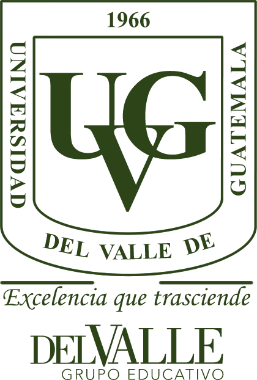 1966
UNIVERSIDAD
UVG
DEL VALLE DE
GUATEMALA
Excelencia que trasciende
DELVALLE
GRUPO EDUCATIVO